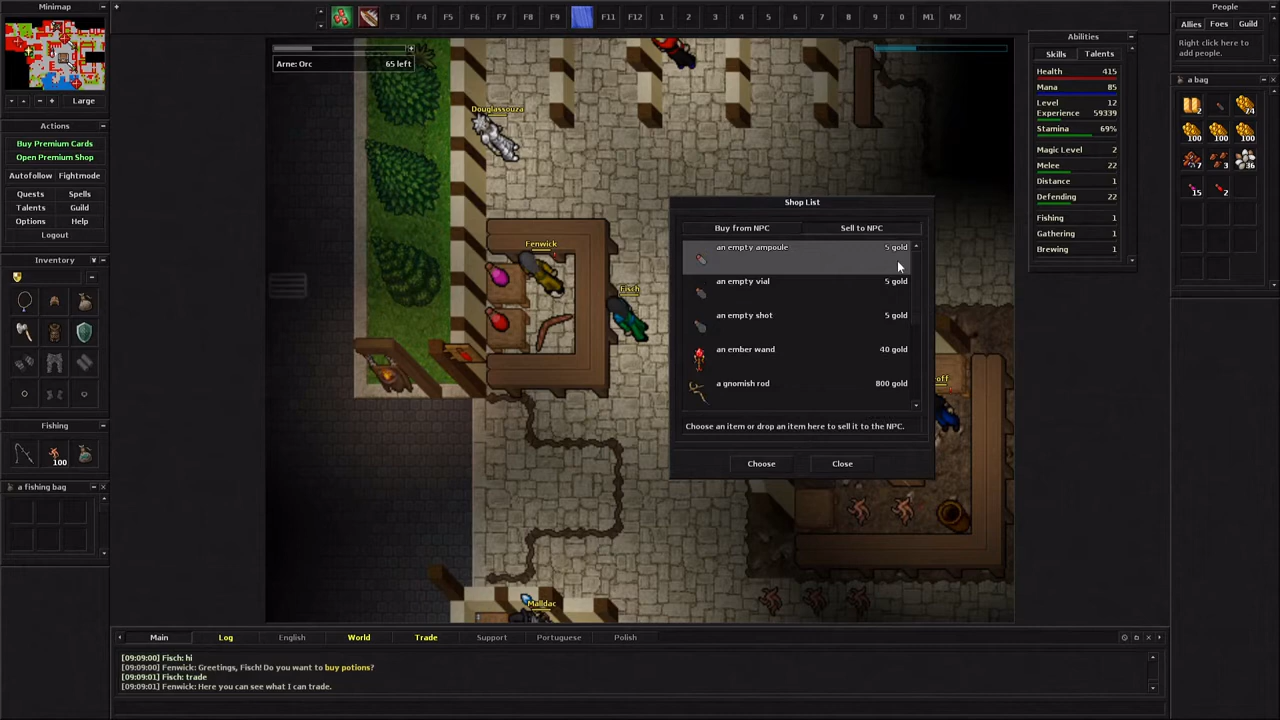 Minimap
Large
Actions
Buy Premium Cards
Open Premium Shop
Autofollow Fightmode
Quests Spells
Talents Guild
Options Help
Logout
Inventory
Fishing
100
a fishing bag
F3 F4 F5 F6 F7 F8 F9 F11 F12 1 2 3 4 5 6 7 8 9 0 M1 M2
Arne: Orc 65 left
Douglassouza
Fenwick
Fisch
Malldac
off
Shop List
Buy from NPC Sell to NPC
an empty ampoule 5 gold
an empty vial 5 gold
an empty shot 5 gold
an ember wand 40 gold
a gnomish rod 800 gold
Choose an item or drop an item here to sell it to the NPC.
Choose Close
Abilities
Skills Talents
Health 415
Mana 85
Level 12
Experience 59339
Stamina 69%
Magic Level 2
Melee 22
Distance 1
Defending 22
Fishing 1
Gathering 1
Brewing 1
People
Allies Foes Guild
Right click here to
add people.
a bag
2 24
100 100 100
7 3 36
15 2
Main Log English World Trade Support Portuguese Polish
[09:09:00] Fisch: hi
[09:09:00] Fenwick: Greetings, Fisch! Do you want to buy potions?
[09:09:01] Fisch: trade
[09:09:01] Fenwick: Here you can see what I can trade.